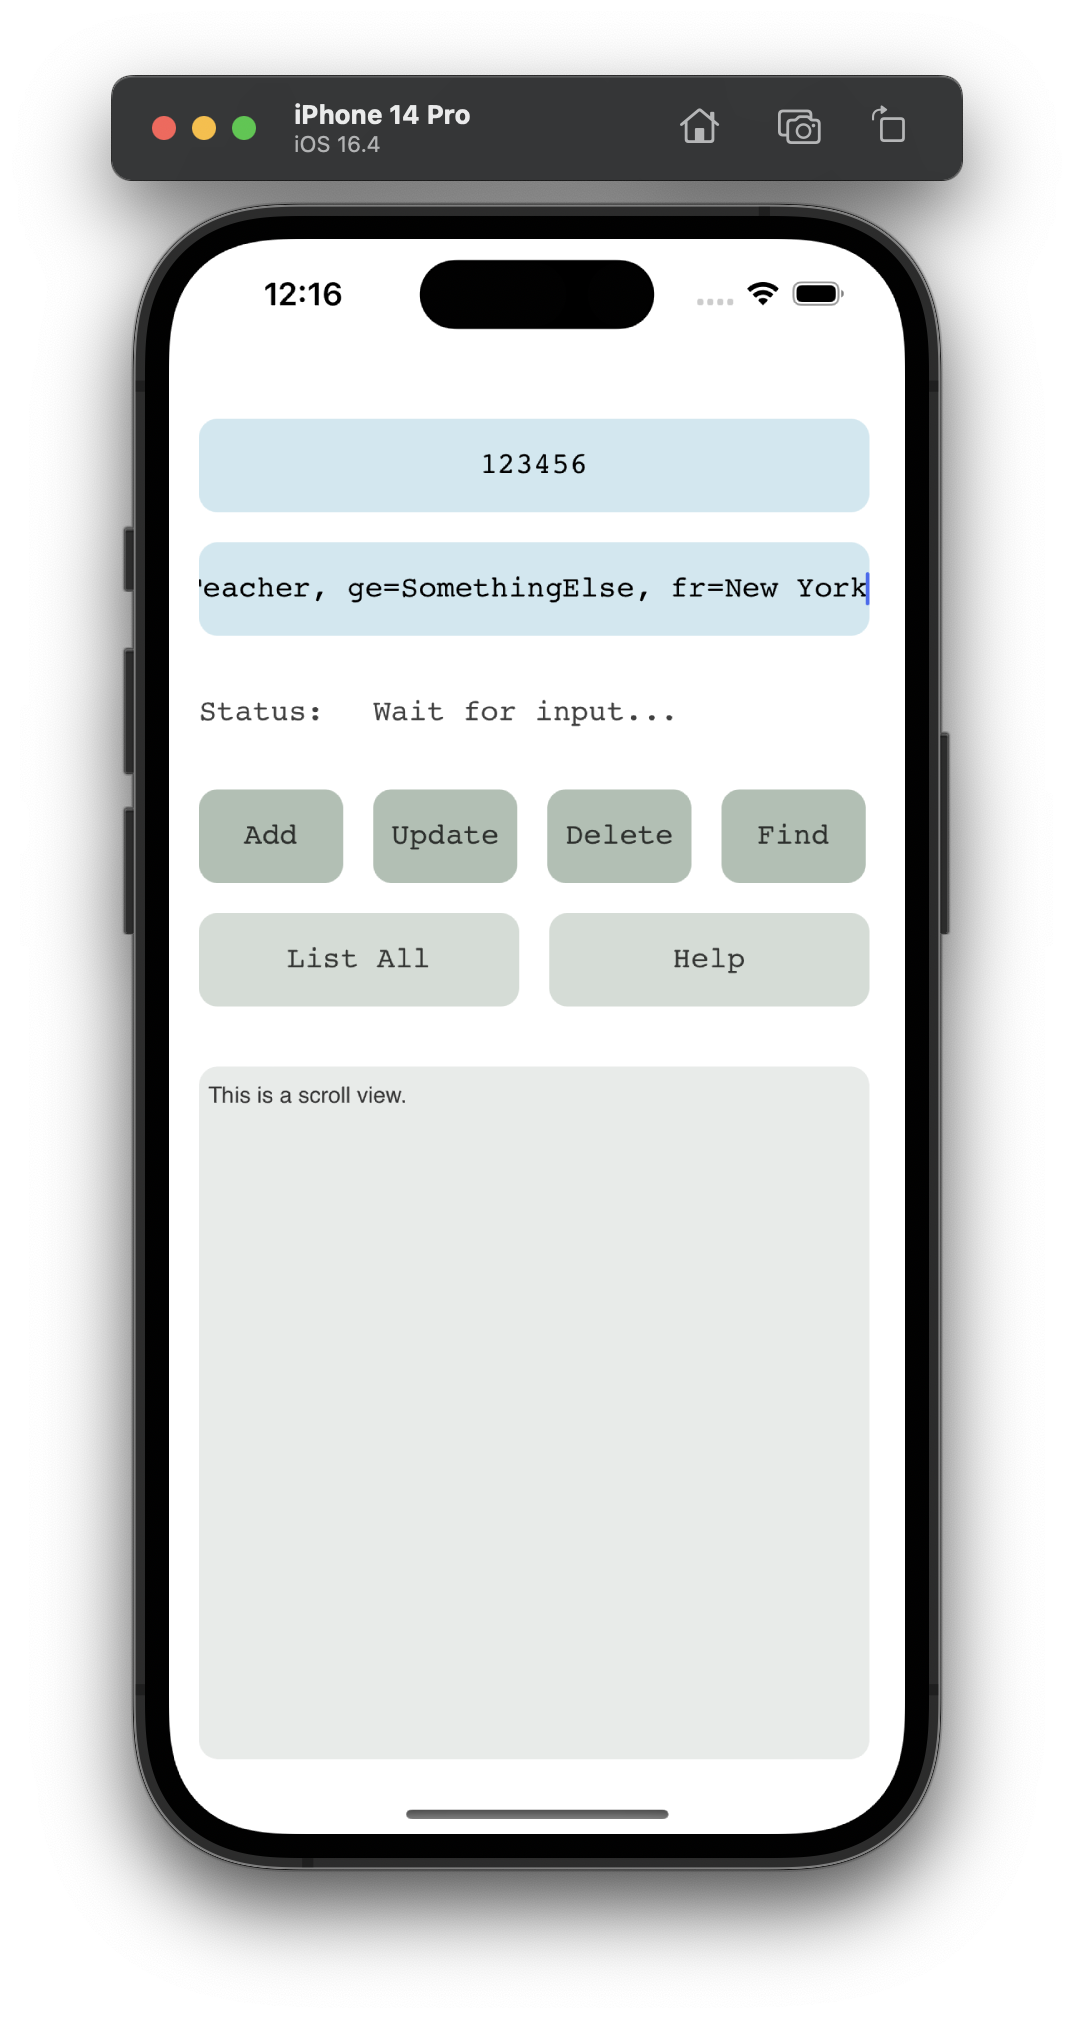 iPhone 14 Pro
iOS 16.4
12:16
123456
eacher, ge=SomethingElse, fr=New York
Status: Wait for input...
Add Update Delete Find
List All Help
This is a scroll view.